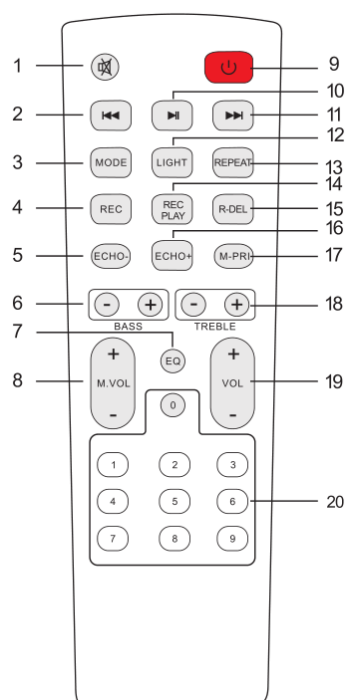 1 9
10
2 11
12
3 MODE LIGHT REPEAT 13
14
4 REC REC PLAY R-DEL 15
16
5 ECHO- ECHO+ M-PRI 17
6 - + - + 18
BASS TREBLE
7 EQ
8 + M.VOL - + VOL - 19
0
1 2 3
4 5 6 20
7 8 9